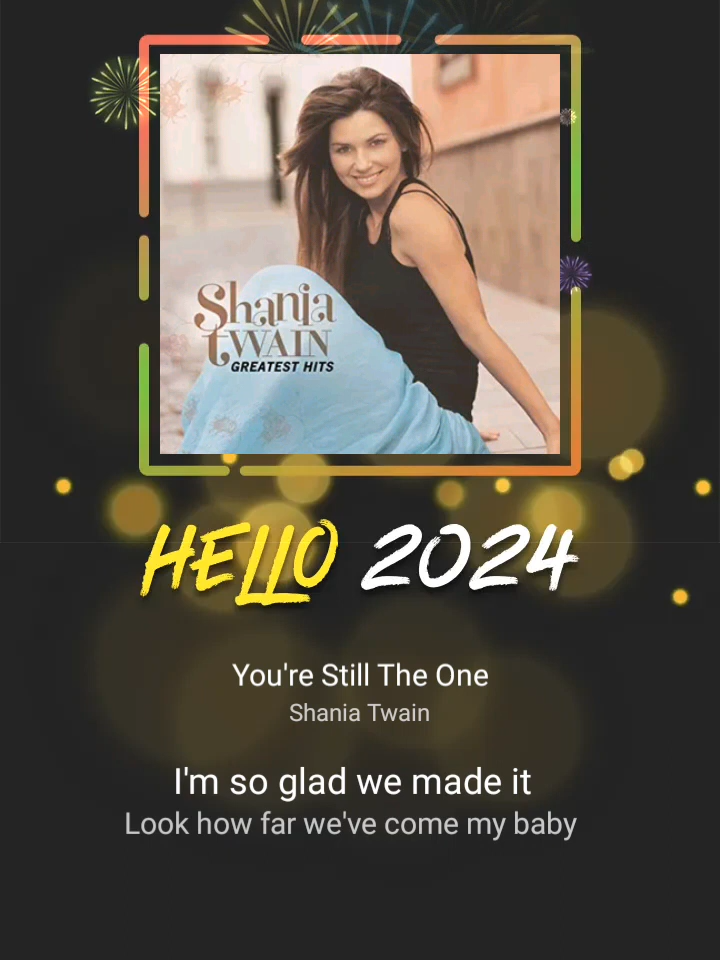 Shania
tWAIN
GREATEST HITS
HELLO 2024
You're Still The One
Shania Twain
I'm so glad we made it
Look how far we've come my baby